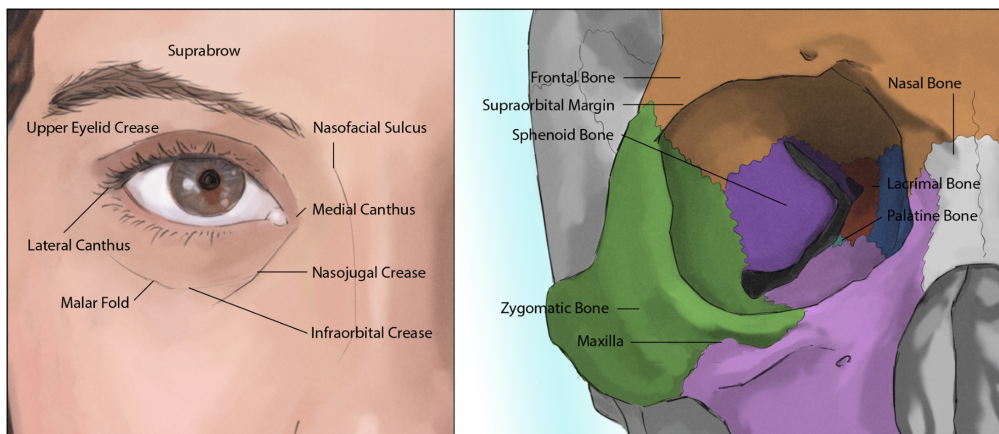 Suprabrow
Upper Eyelid Crease
Nasofacial Sulcus
Medial Canthus
Lateral Canthus
Nasojugal Crease
Malar Fold
Infraorbital Crease
Frontal Bone
Nasal Bone
Supraorbital Margin
Sphenoid Bone
Lacrimal Bone
Palatine Bone
Zygomatic Bone
Maxilla